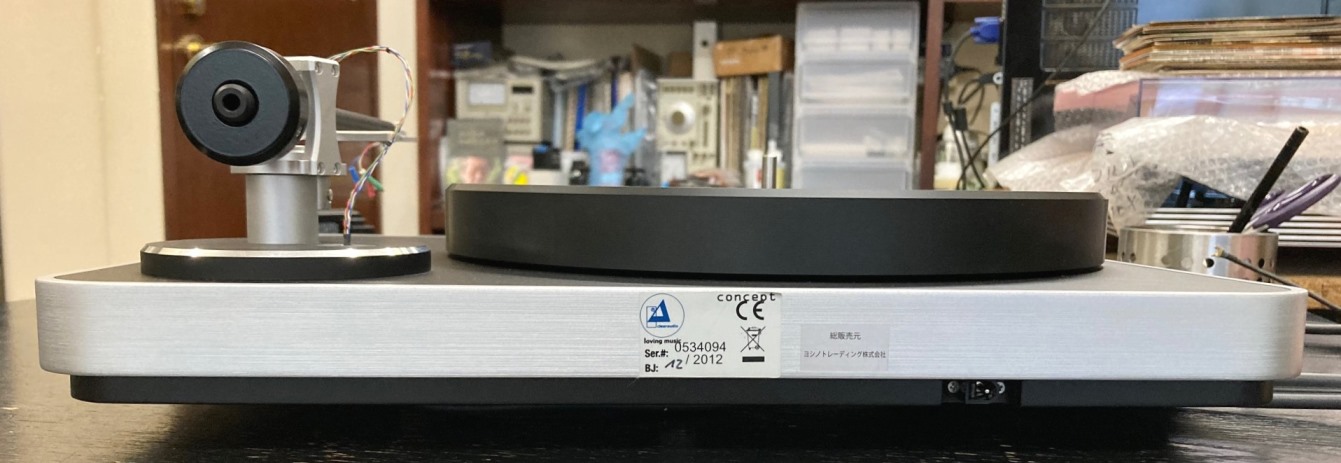 concept
clearaudio
CE
loving music
Ser.#: 0534094
BJ: 12 / 2012
総販売元
ヨシノトレーディング株式会社